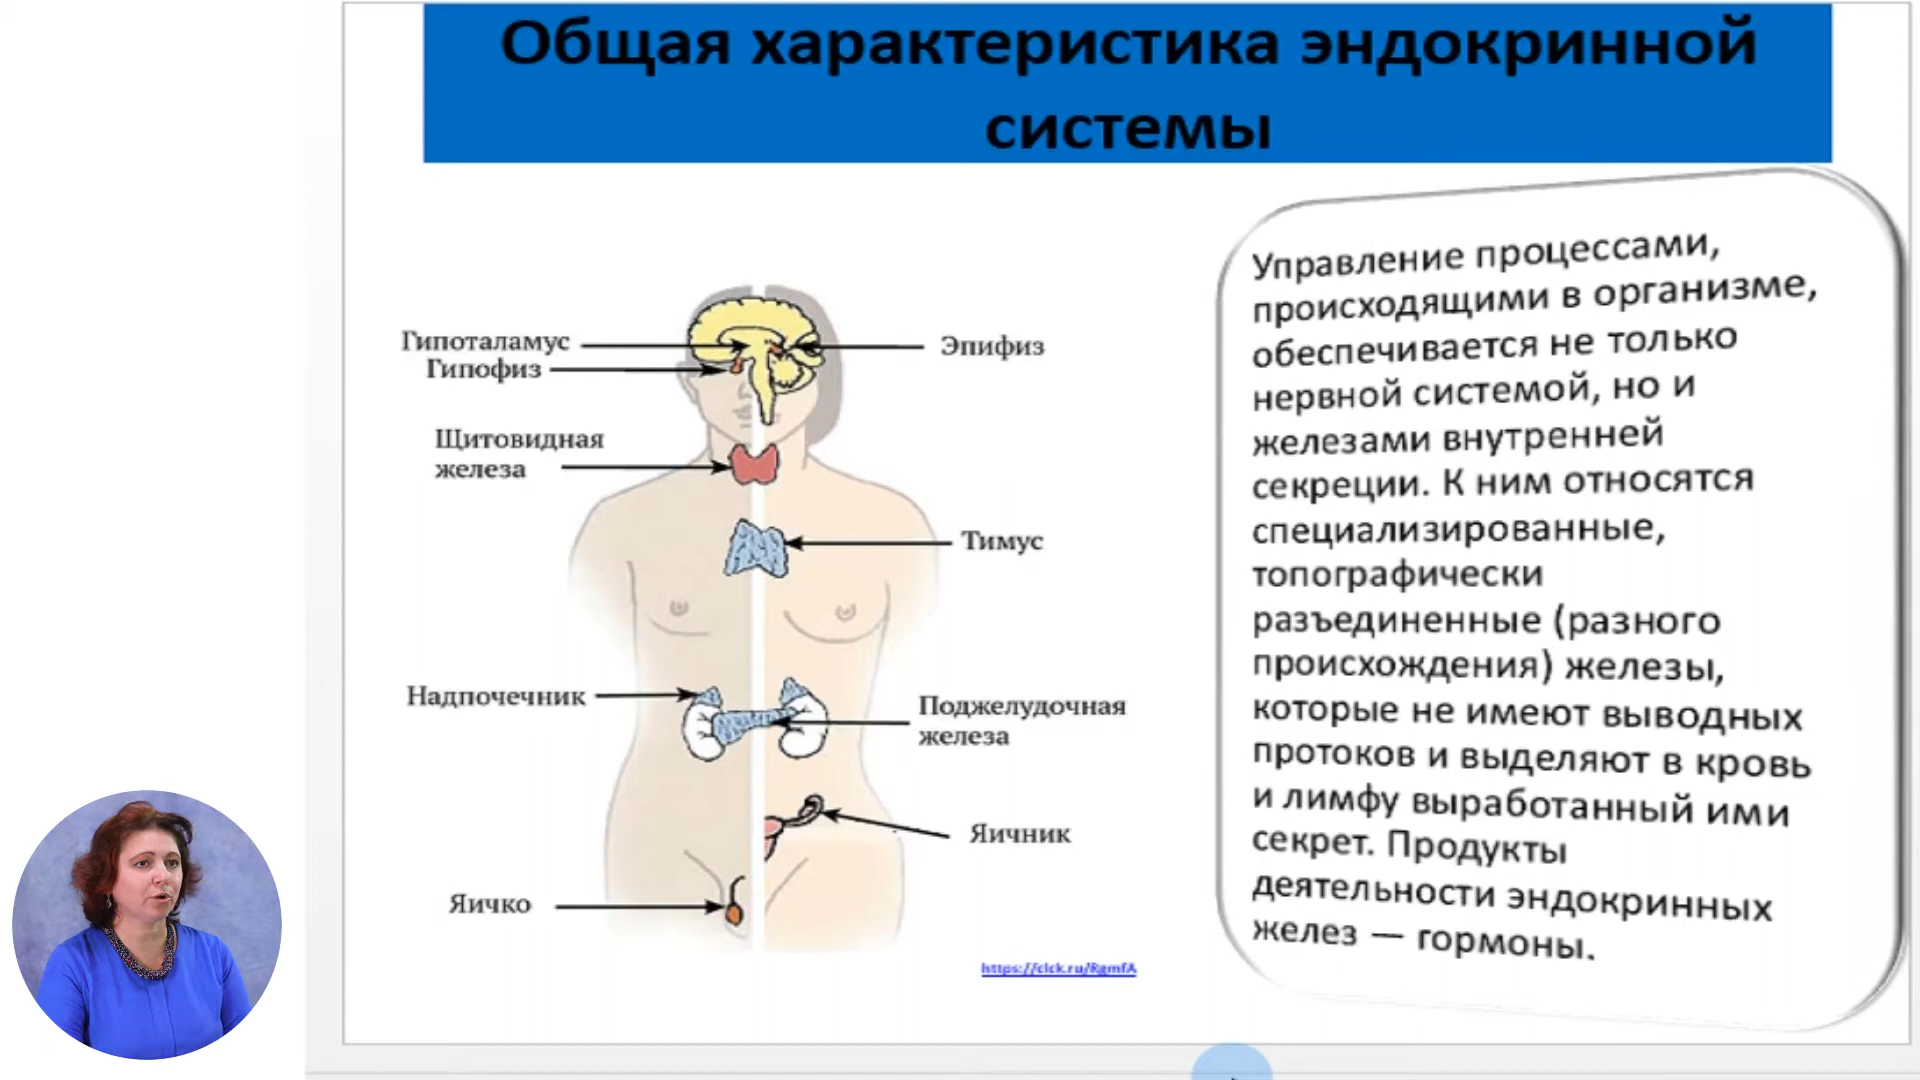 Общая характеристика эндокринной
системы
Гипоталамус
Гипофиз
Эпифиз
Щитовидная
железа
Тимус
Надпочечник
Поджелудочная
железа
Яичник
Яичко
https://clck.ru/RgmfA
Управление процессами,
происходящими в организме,
обеспечивается не только
нервной системой, но и
железами внутренней
секреции. К ним относятся
специализированные,
топографически
разъединенные (разного
происхождения) железы,
которые не имеют выводных
протоков и выделяют в кровь
и лимфу выработанный ими
секрет. Продукты
деятельности эндокринных
желез — гормоны.